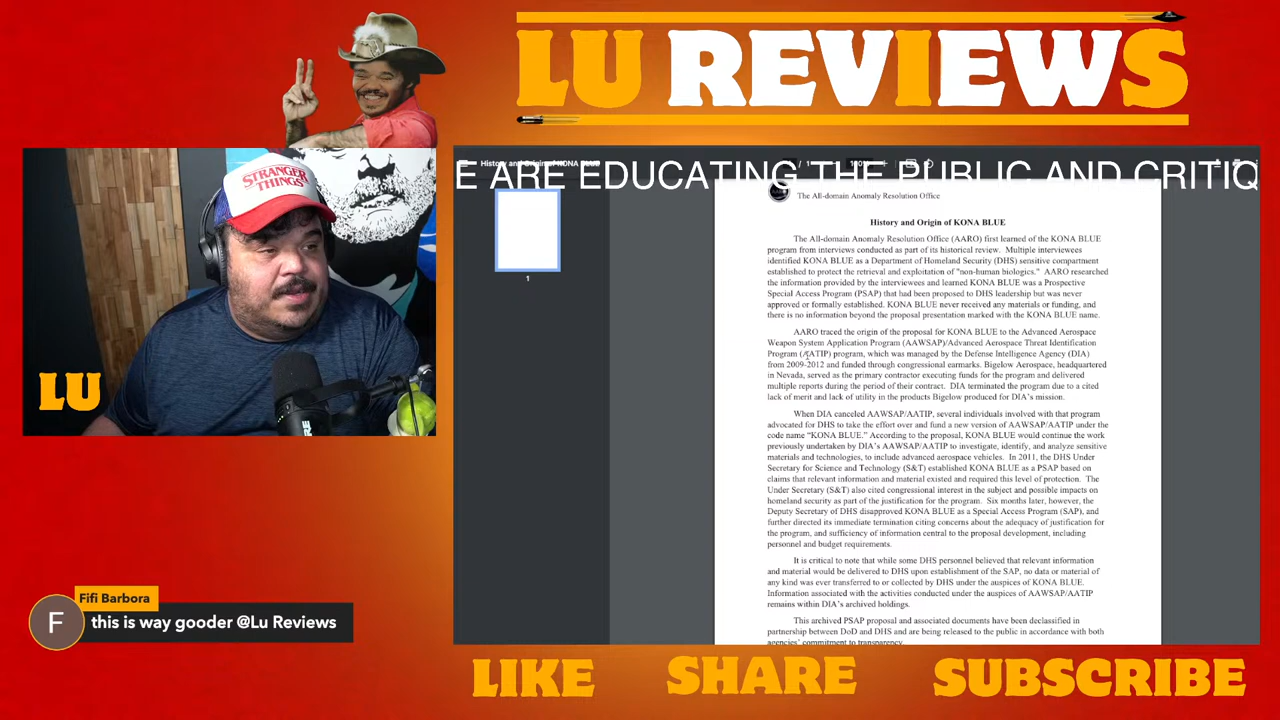 LU REVIEWS
STRANGER
THINGS
LU
E ARE EDUCATING THE PUBLIC AND CRITIQ
History and Origin of KONA BLUE
1
The All-domain Anomaly Resolution Office
History and Origin of KONA BLUE
The All-domain Anomaly Resolution Office (AARO) first learned of the KONA BLUE
program from interviews conducted as part of its historical review. Multiple interviewees
identified KONA BLUE as a Department of Homeland Security (DHS) sensitive compartment
established to protect the retrieval and exploitation of "non-human biologics." AARO researched
the information provided by the interviewees and learned KONA BLUE was a Prospective
Special Access Program (PSAP) that had been proposed to DHS leadership but was never
approved or formally established. KONA BLUE never received any materials or funding, and
there is no information beyond the proposal presentation marked with the KONA BLUE name.
AARO traced the origin of the proposal for KONA BLUE to the Advanced Aerospace
Weapon System Application Program (AAWSAP)/Advanced Aerospace Threat Identification
Program (AATIP) program, which was managed by the Defense Intelligence Agency (DIA)
from 2009-2012 and funded through congressional earmarks. Bigelow Aerospace, headquartered
in Nevada, served as the primary contractor executing funds for the program and delivered
multiple reports during the period of their contract. DIA terminated the program due to a cited
lack of merit and lack of utility in the products Bigelow produced for DIA's mission.
When DIA canceled AAWSAP/AATIP, several individuals involved with that program
advocated for DHS to take the effort over and fund a new version of AAWSAP/AATIP under the
code name “KONA BLUE.” According to the proposal, KONA BLUE would continue the work
previously undertaken by DIA's AAWSAP/AATIP to investigate, identify, and analyze sensitive
materials and technologies, to include advanced aerospace vehicles. In 2011, the DHS Under
Secretary for Science and Technology (S&T) established KONA BLUE as a PSAP based on
claims that relevant information and material existed and required this level of protection. The
Under Secretary (S&T) also cited congressional interest in the subject and possible impacts on
homeland security as part of the justification for the program. Six months later, however, the
Deputy Secretary of DHS disapproved KONA BLUE as a Special Access Program (SAP), and
further directed its immediate termination citing concerns about the adequacy of justification for
the program, and sufficiency of information central to the proposal development, including
personnel and budget requirements.
It is critical to note that while some DHS personnel believed that relevant information
and material would be delivered to DHS upon establishment of the SAP, no data or material of
any kind was ever transferred to or collected by DHS under the auspices of KONA BLUE.
Information associated with the activities conducted under the auspices of AAWSAP/AATIP
remains within DIA's archived holdings.
This archived PSAP proposal and associated documents have been declassified in
partnership between DoD and DHS and are being released to the public in accordance with both
agencies' commitment to transparency.
Fifi Barbora
F
this is way gooder @Lu Reviews
LIKE SHARE SUBSCRIBE